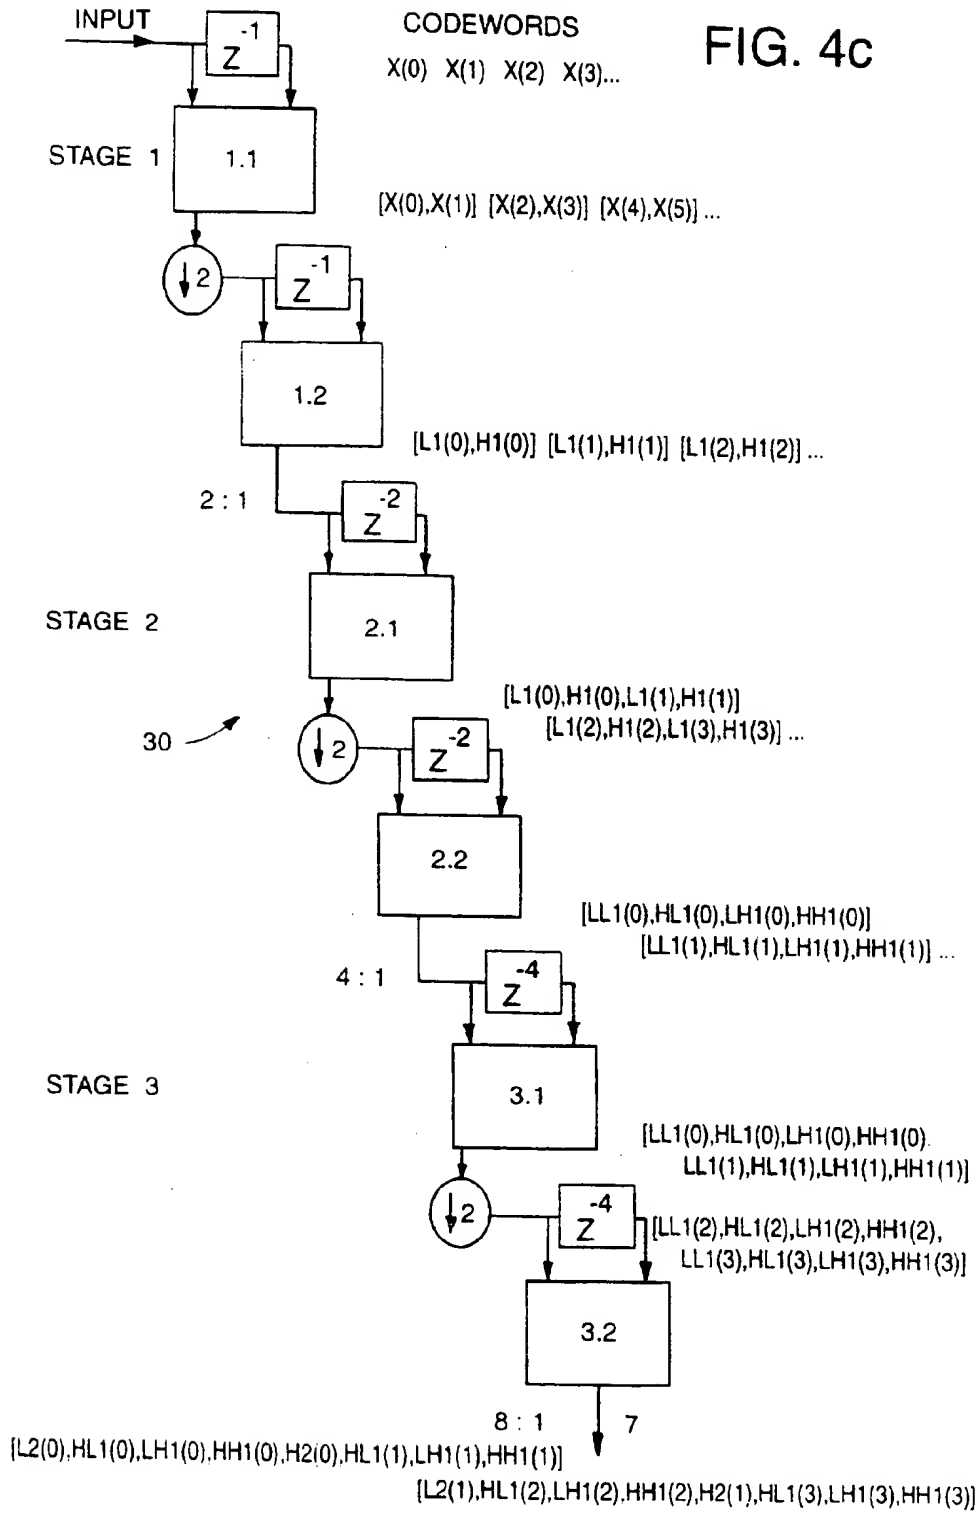 INPUT
Z-1
CODEWORDS
FIG. 4c
X(0) X(1) X(2) X(3)...
STAGE 1
1.1
[X(0),X(1)] [X(2),X(3)] [X(4),X(5)] ...
↓2
Z-1
1.2
[L1(0),H1(0)] [L1(1),H1(1)] [L1(2),H1(2)] ...
2 : 1
Z-2
STAGE 2
2.1
[L1(0),H1(0),L1(1),H1(1)]
[L1(2),H1(2),L1(3),H1(3)] ...
30
↓2
Z-2
2.2
[LL1(0),HL1(0),LH1(0),HH1(0)]
[LL1(1),HL1(1),LH1(1),HH1(1)] ...
4 : 1
Z-4
STAGE 3
3.1
[LL1(0),HL1(0),LH1(0),HH1(0).
LL1(1),HL1(1),LH1(1),HH1(1)]
↓2
Z-4
[LL1(2),HL1(2),LH1(2),HH1(2),
LL1(3),HL1(3),LH1(3),HH1(3)]
3.2
8 : 1
7
[L2(0),HL1(0),LH1(0),HH1(0),H2(0),HL1(1),LH1(1),HH1(1)]
[L2(1),HL1(2),LH1(2),HH1(2),H2(1),HL1(3),LH1(3),HH1(3)]